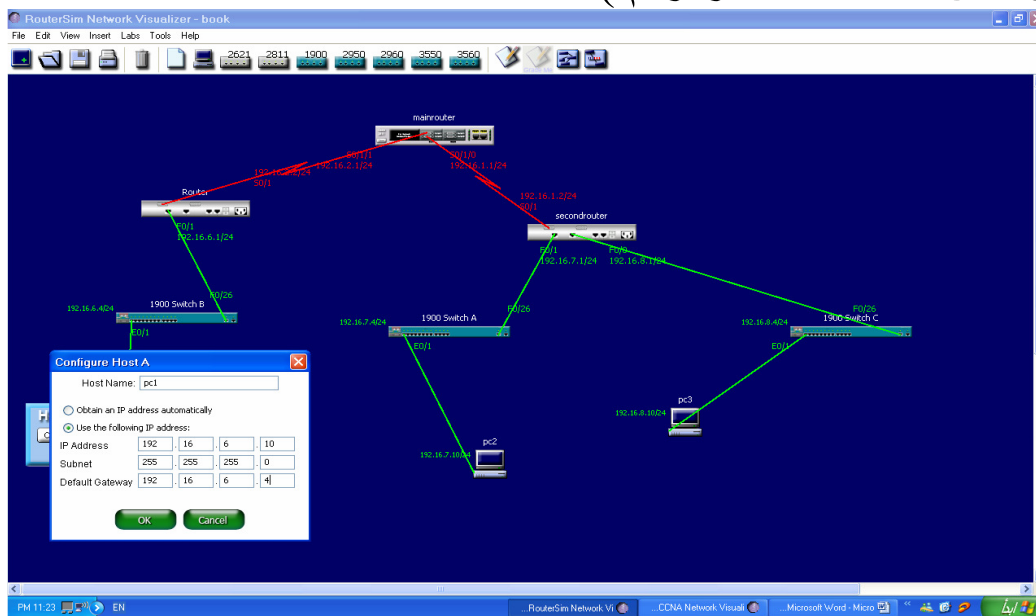 RouterSim Network Visualizer - book
File Edit View Insert Labs Tools Help
2621 2811 1900 2950 2960 3550 3560
mainrouter
S0/1/1
192.16.2.1/24
S0/1/0
192.16.1.1/24
S0/1
192.16.1.2/24
S0/1
Router
F0/1
192.16.6.1/24
secondrouter
F0/1
192.16.7.1/24
F0/0
192.16.8.1/24
F0/26
192.16.6.4/24
1900 Switch B
E0/1
F0/26
192.16.7.4/24
1900 Switch A
E0/1
F0/26
192.16.8.4/24
1900 Switch C
E0/1
Configure Host A
Host Name: pc1
Obtain an IP address automatically
Use the following IP address:
IP Address 192 . 16 . 6 . 10
Subnet 255 . 255 . 255 . 0
Default Gateway 192 . 16 . 6 . 4
OK Cancel
pc3
192.16.8.10/24
pc2
192.16.7.10/24
PM 11:23 EN ...RouterSim Network Vi ...CCNA Network Visuali ...Microsoft Word - Micro